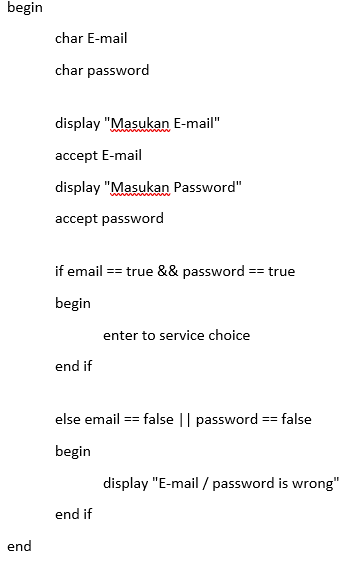 begin
char E-mail
char password
display "Masukan E-mail"
accept E-mail
display "Masukan Password"
accept password
if email == true && password == true
begin
enter to service choice
end if
else email == false || password == false
begin
display "E-mail / password is wrong"
end if
end